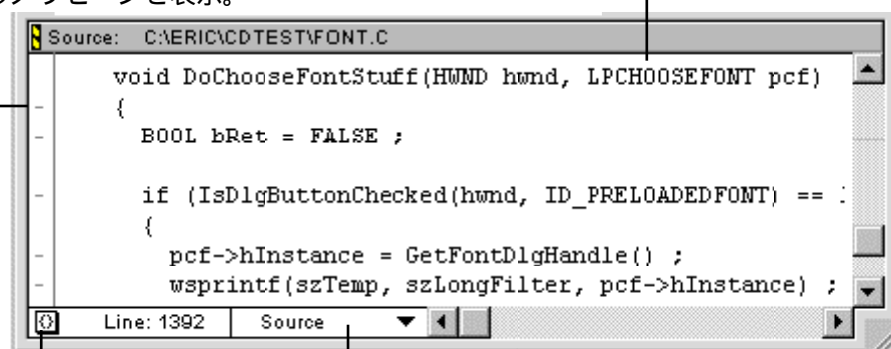 メッセージを表示。
Source: C:\ERIC\CDTEST\FONT.C
void DoChooseFontStuff(HWND hwnd, LPCHOOSEFONT pcf)
{
BOOL bRet = FALSE ;
if (IsDlgButtonChecked(hwnd, ID_PRELOADEDFONT) ==
{
pcf->hInstance = GetFontDlgHandle() ;
wsprintf(szTemp, szLongFilter, pcf->hInstance) ;
Line: 1392 Source